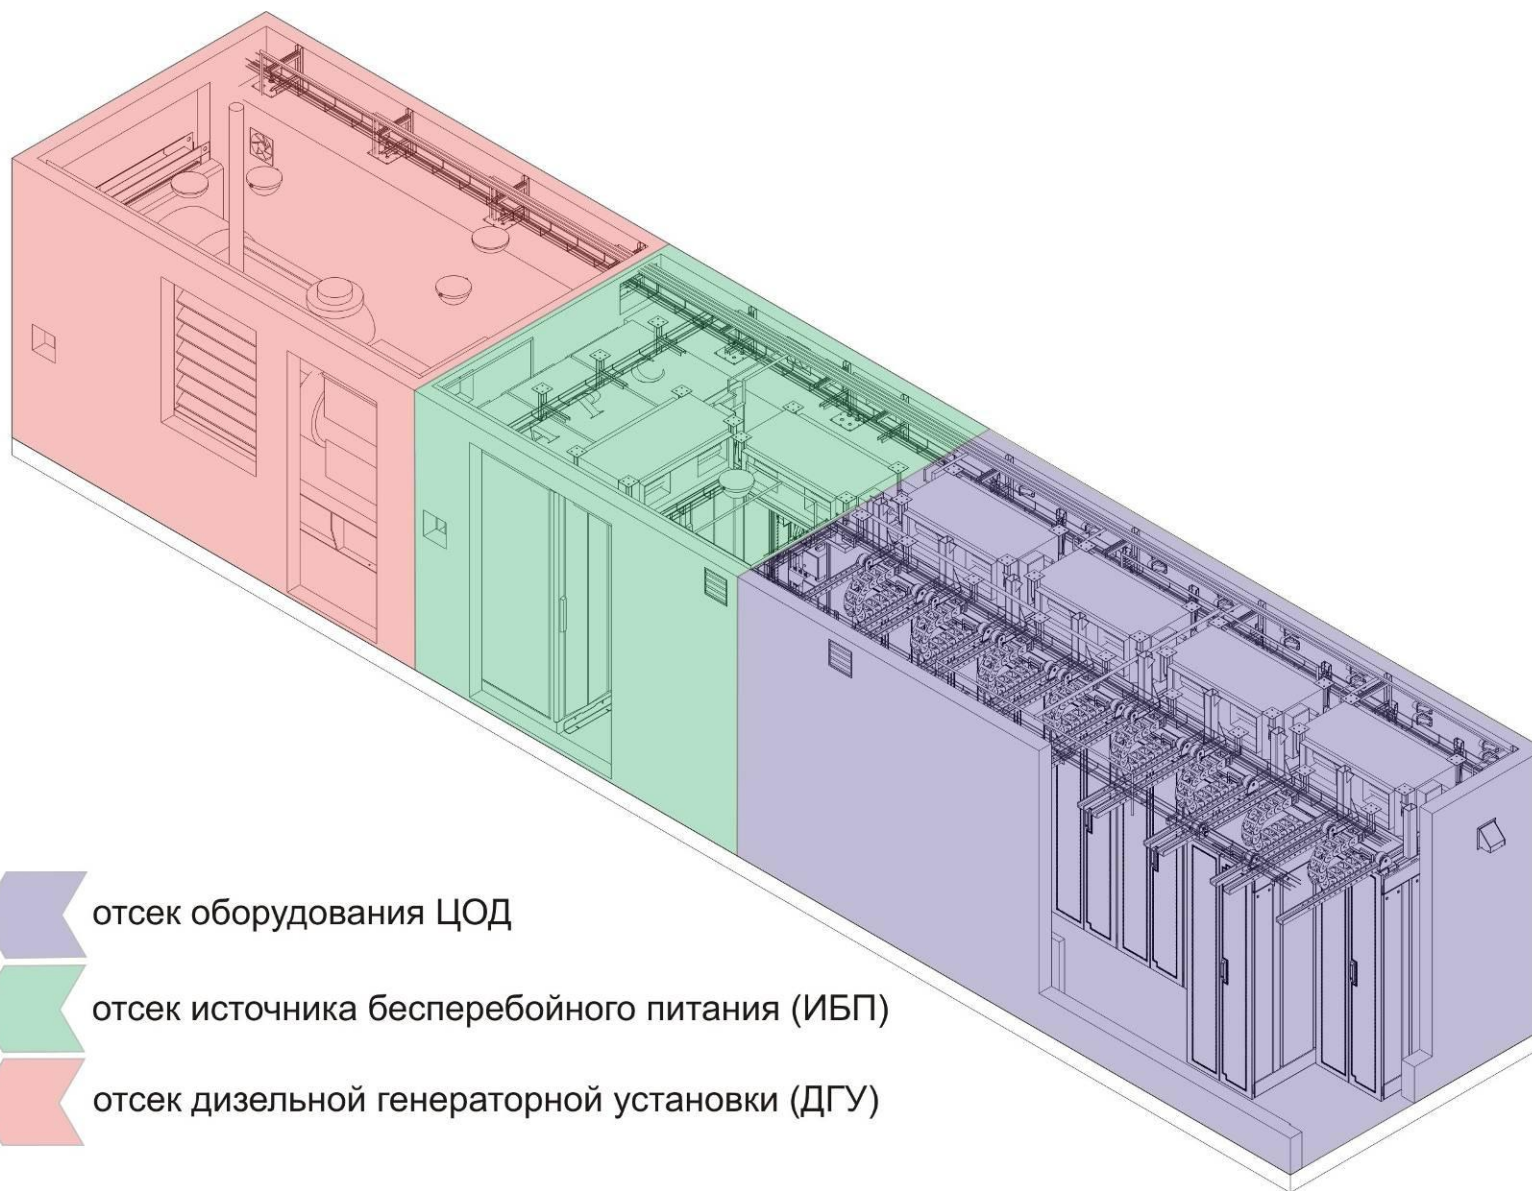 отсек оборудования ЦОД
отсек источника бесперебойного питания (ИБП)
отсек дизельной генераторной установки (ДГУ)